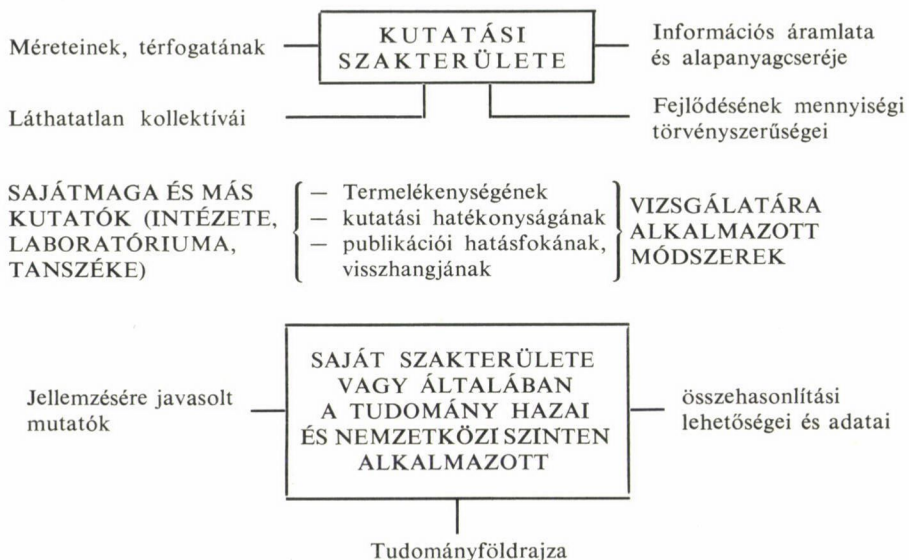 Méreteinek, térfogatának
KUTATÁSI
SZAKTERÜLETE
Információs áramlata
és alapanyagcseréje
Láthatatlan kollektívái
Fejlődésének mennyiségi
törvényszerűségei
SAJÁTMAGA ÉS MÁS
KUTATÓK (INTÉZETE,
LABORATÓRIUMA,
TANSZÉKE)
— Termelékenységének
— kutatási hatékonyságának
— publikációi hatásfokának,
visszhangjának
VIZSGÁLATÁRA
ALKALMAZOTT
MÓDSZEREK
Jellemzésére javasolt
mutatók
SAJÁT SZAKTERÜLETE
VAGY ÁLTALÁBAN
A TUDOMÁNY HAZAI
ÉS NEMZETKÖZI SZINTEN
ALKALMAZOTT
összehasonlítási
lehetőségei és adatai
Tudományföldrajza